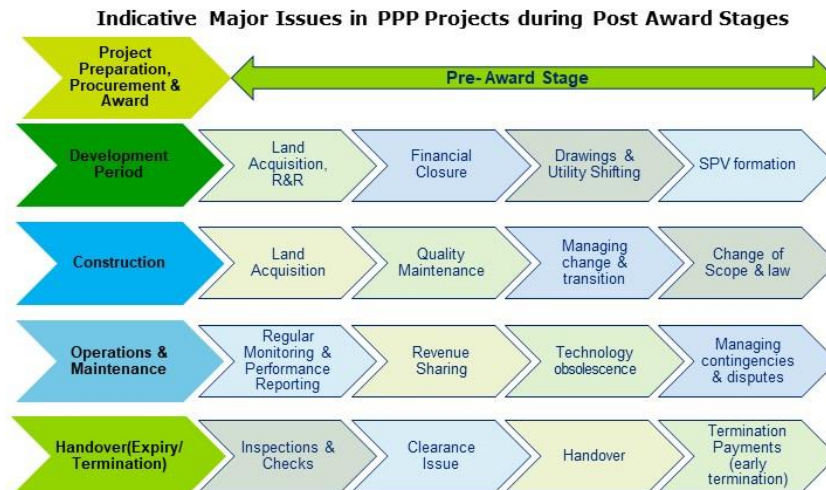 Indicative Major Issues in PPP Projects during Post Award Stages
Project
Preparation,
Procurement &
Award
Pre- Award Stage
Development
Period
Land
Acquisition,
R&R
Financial
Closure
Drawings &
Utility Shifting
SPV formation
Construction
Land
Acquisition
Quality
Maintenance
Managing
change &
transition
Change of
Scope & law
Operations &
Maintenance
Regular
Monitoring &
Performance
Reporting
Revenue
Sharing
Technology
obsolescence
Managing
contingencies
& disputes
Handover(Expiry/
Termination)
Inspections &
Checks
Clearance
Issue
Handover
Termination
Payments
(early
termination)